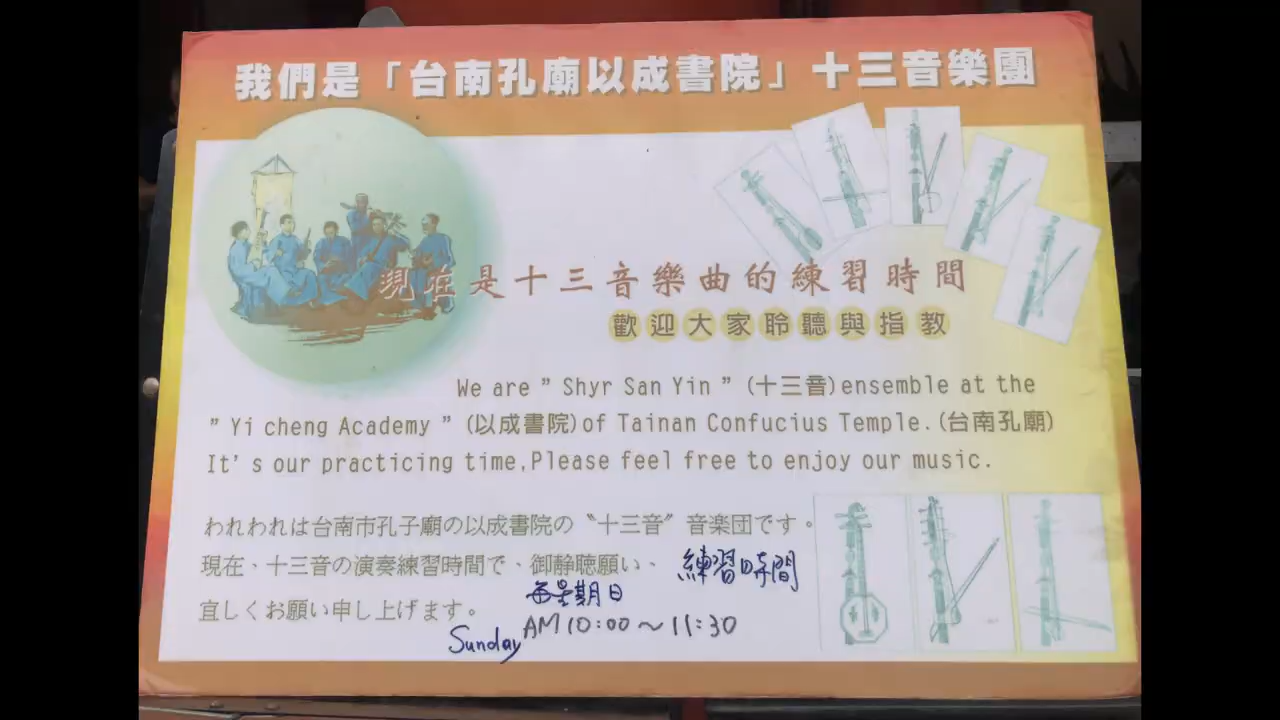 我們是「台南孔廟以成書院」十三音樂團
現在是十三音樂曲的練習時間
歡迎大家聆聽與指教
We are ” Shyr San Yin ” (十三音)ensemble at the
” Yi cheng Academy ” (以成書院)of Tainan Confucius Temple.(台南孔廟)
It’s our practicing time,Please feel free to enjoy our music.
われわれは台南市孔子廟の以成書院の〝十三音〞音楽団です。
現在、十三音の演奏練習時間で、御静聴願い、
宜しくお願い申し上げます。
練習時間
每星期日
Sunday AM 10:00~11:30